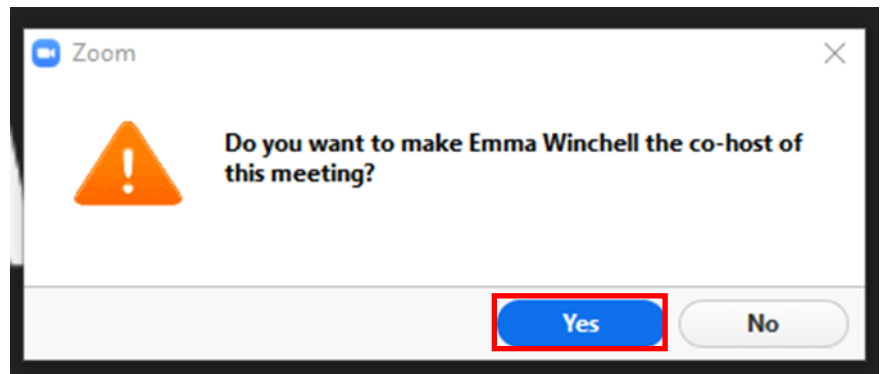 Zoom
Do you want to make Emma Winchell the co-host of
this meeting?
Yes
No